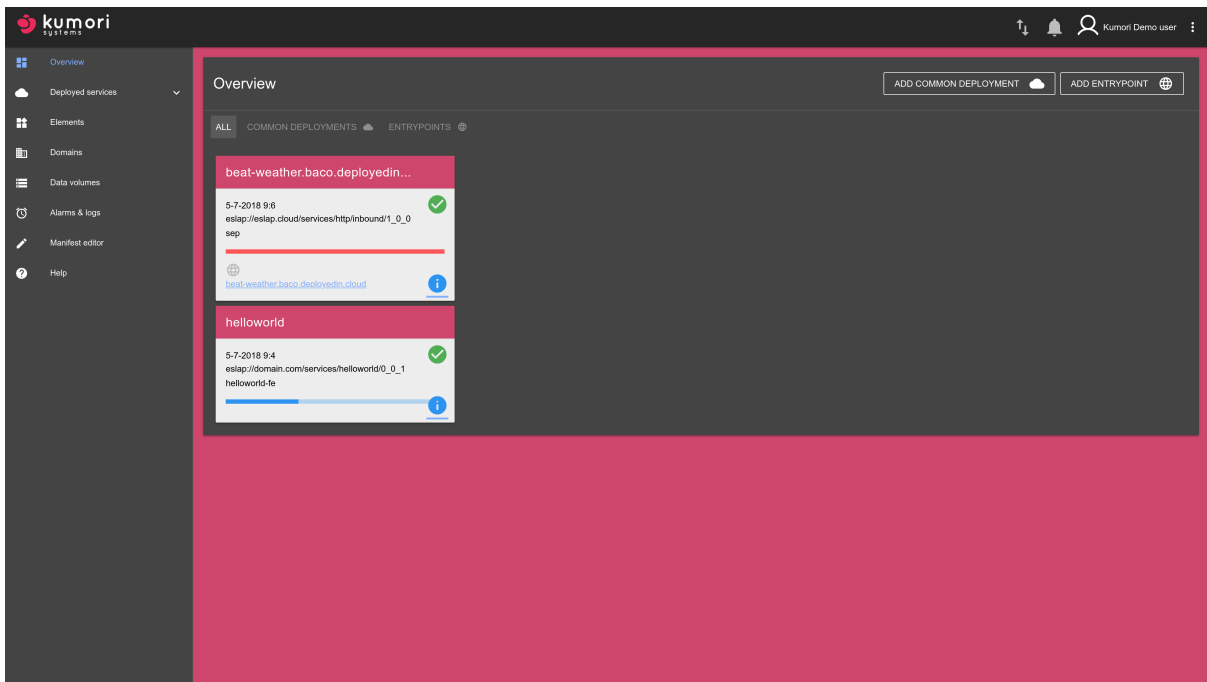 kumori
systems
Kumori Demo user
Overview
Deployed services
Elements
Domains
Data volumes
Alarms & logs
Manifest editor
Help
Overview
ADD COMMON DEPLOYMENT
ADD ENTRYPOINT
ALL
COMMON DEPLOYMENTS
ENTRYPOINTS
beat-weather.baco.deployedin...
5-7-2018 9:6
eslap://eslap.cloud/services/http/inbound/1_0_0
sep
beat-weather.baco.deployedin.cloud
helloworld
5-7-2018 9:4
eslap://domain.com/services/helloworld/0_0_1
helloworld-fe